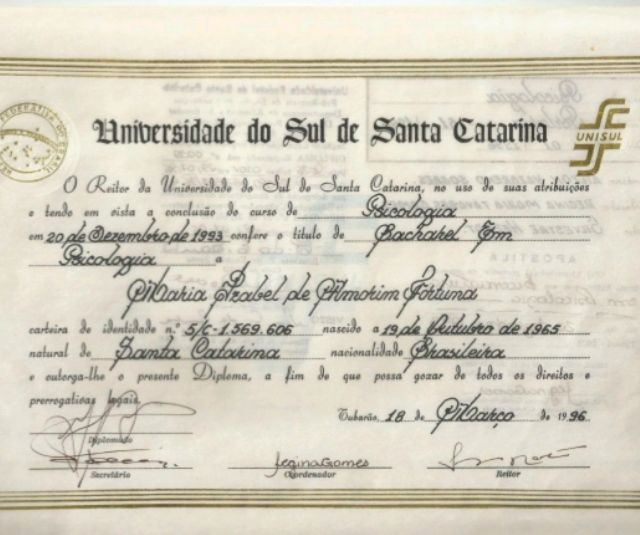 Universidade do Sul de Santa Catarina
UNISUL
O Reitor da Universidade do Sul de Santa Catarina, no uso de suas atribuições
e tendo em vista a conclusão do curso de Psicologia
em 20 de Dezembro de 1993 confere o título de Bacharel Em
Psicologia a
Maria Izabel de Amorim Fortuna
carteira de identidade n.º 5/C-1.569.606 nascido a 19 de Outubro de 1965
natural de Santa Catarina nacionalidade Brasileira
e outorga-lhe o presente Diploma, a fim de que possa gozar de todos os direitos e
prerrogativas legais.
Tubarão, 18 de Março de 1996
Diplomado
Regina Gomes
Secretário Coordenador Reitor